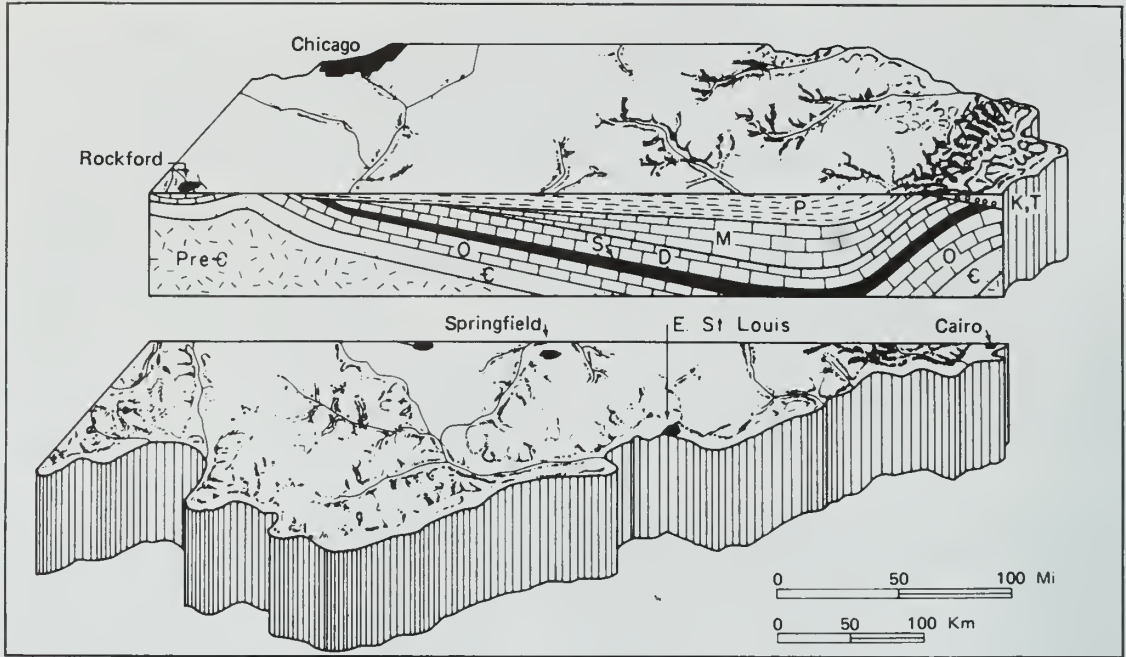 Chicago
Rockford
P
K,T
M
S
O
D
O
Pre-Є
Є
Є
Springfield
E. St Louis
Cairo
0 50 100 Mi
0 50 100 Km